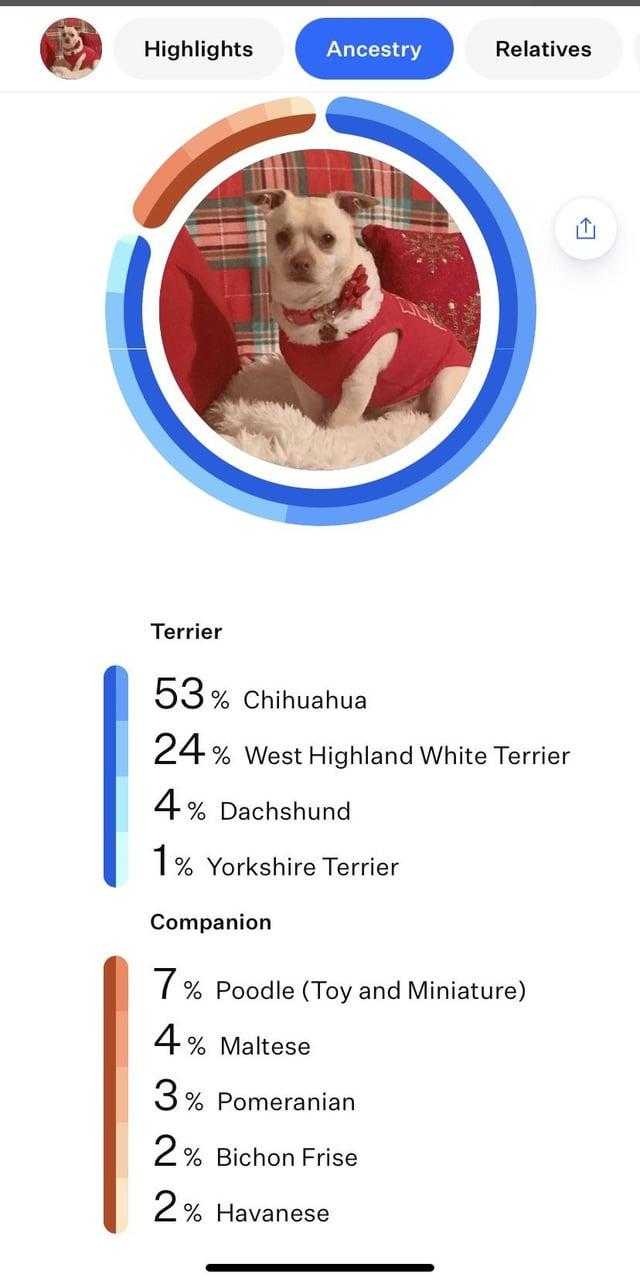 Highlights
Ancestry
Relatives
Terrier
53 % Chihuahua
24 % West Highland White Terrier
4 % Dachshund
1 % Yorkshire Terrier
Companion
7 % Poodle (Toy and Miniature)
4 % Maltese
3 % Pomeranian
2 % Bichon Frise
2 % Havanese